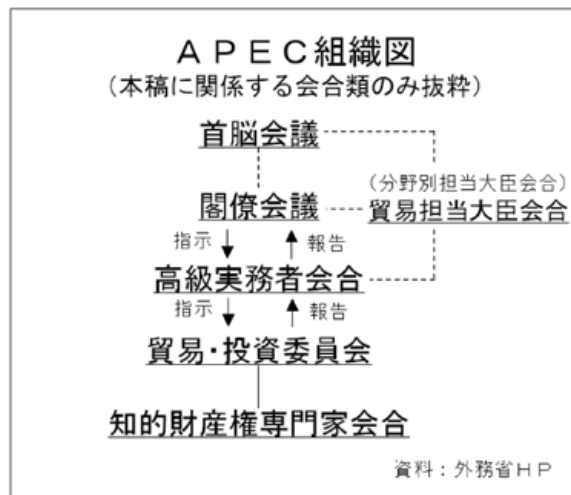 ＡＰＥＣ組織図
（本稿に関係する会合類のみ抜粋）
首脳会議
（分野別担当大臣会合）
閣僚会議
貿易担当大臣会合
指示
報告
高級実務者会合
指示
報告
貿易・投資委員会
知的財産権専門家会合
資料：外務省ＨＰ